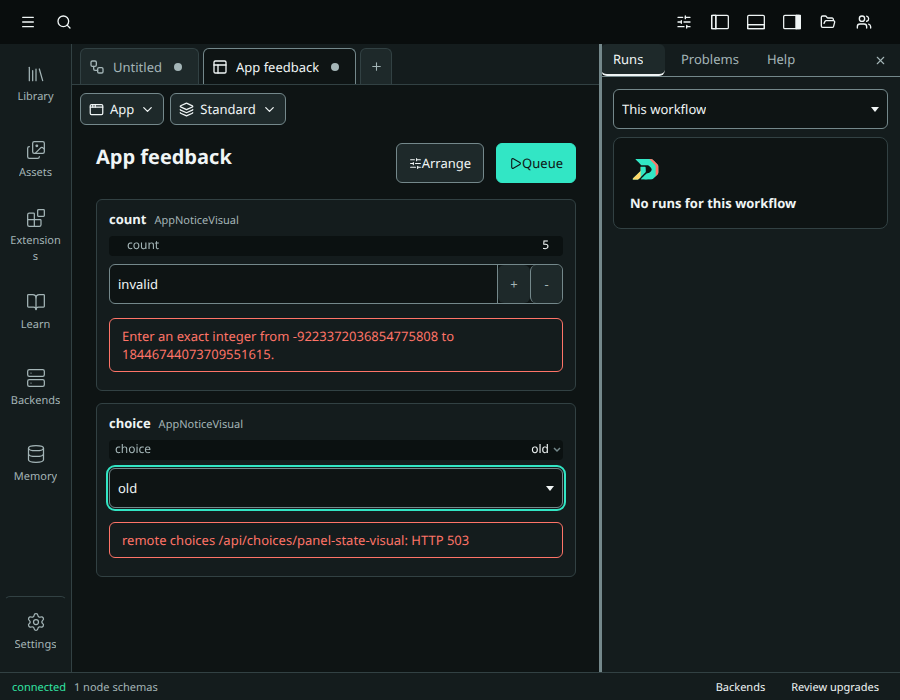 Untitled
App feedback
+
Runs
Problems
Help
Library
Assets
Extension
s
Learn
Backends
Memory
Settings
App
Standard
App feedback
Arrange
Queue
count AppNoticeVisual
count 5
invalid + -
Enter an exact integer from -9223372036854775808 to
18446744073709551615.
choice AppNoticeVisual
choice old
old
remote choices /api/choices/panel-state-visual: HTTP 503
This workflow
No runs for this workflow
connected 1 node schemas
Backends
Review upgrades